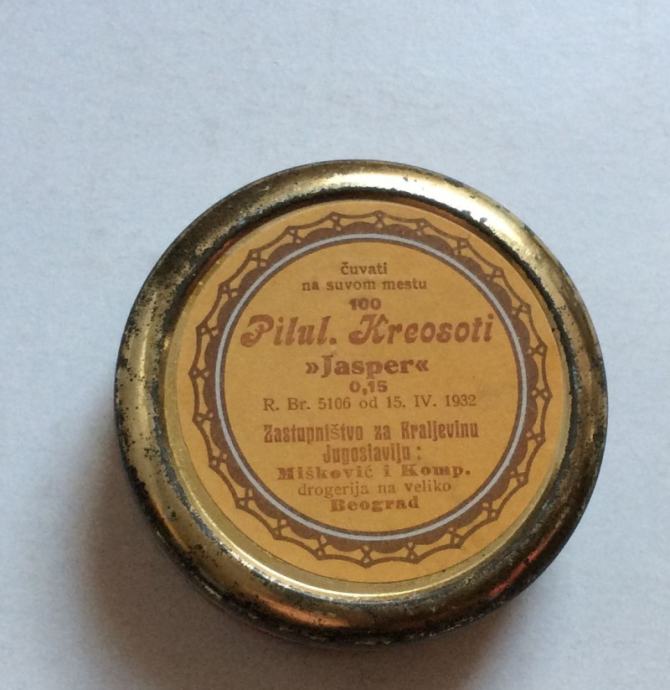 čuvati
na suvom mestu
100
Pilul. Kreosoti
»Jasper«
0,15
R. Br. 5106 od 15. IV. 1932
Zastupništvo za Kraljevinu
Jugoslaviju :
Mišković i Komp.
drogerija na veliko
Beograd